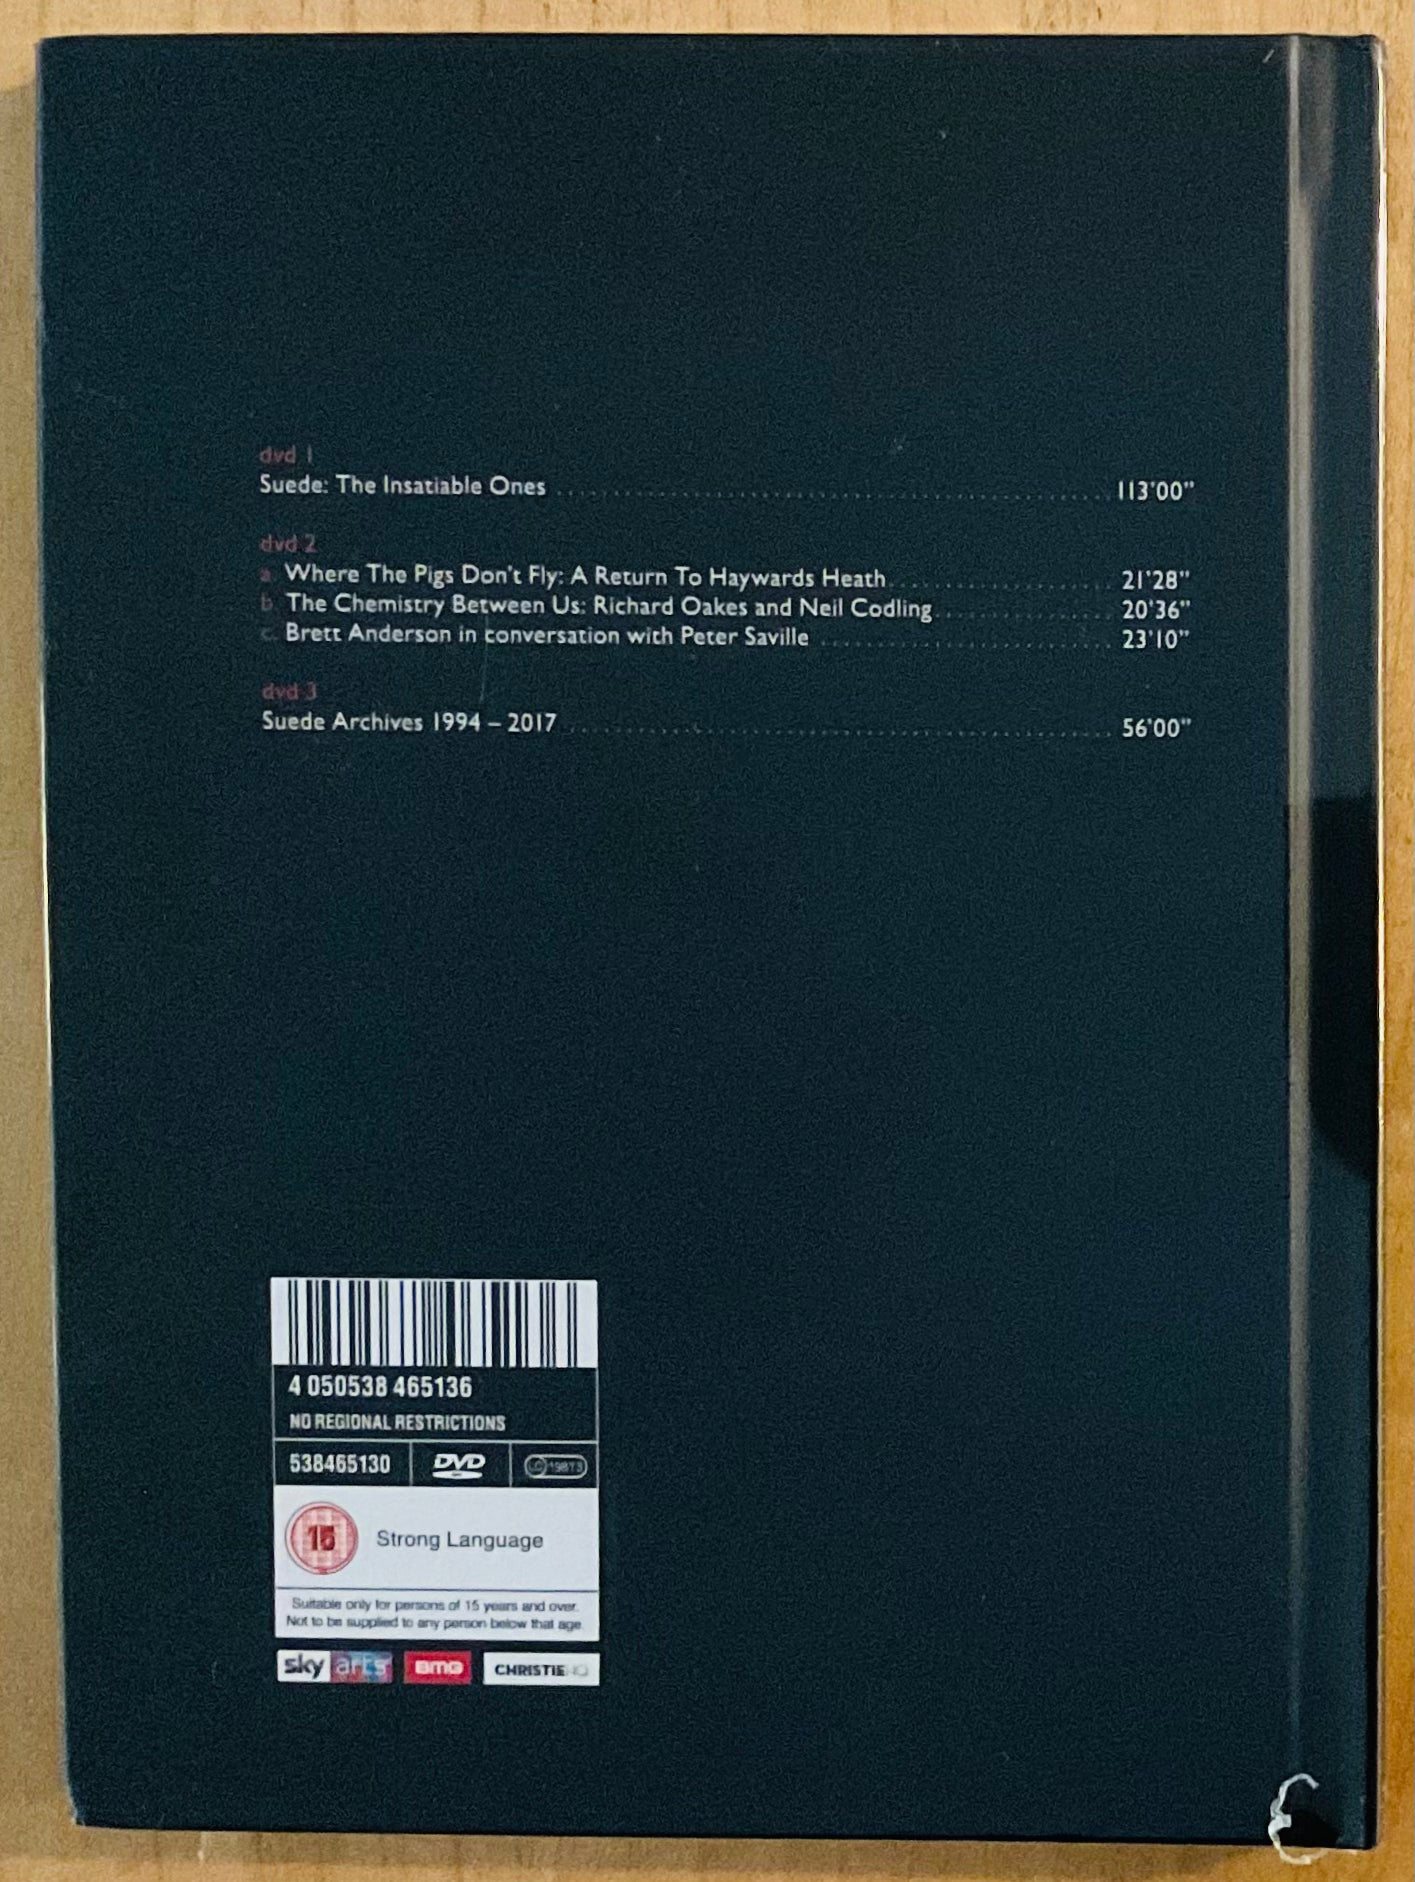 dvd 1
Suede: The Insatiable Ones 113'00"
dvd 2
a Where The Pigs Don't Fly: A Return To Haywards Heath 21'28"
b The Chemistry Between Us: Richard Oakes and Neil Codling 20'36"
c. Brett Anderson in conversation with Peter Saville 23'10"
dvd 3
Suede Archives 1994 – 2017 56'00"
4 050538 465136
NO REGIONAL RESTRICTIONS
538465130 DVD LC
15 Strong Language
Suitable only for persons of 15 years and over.
Not to be supplied to any person below that age.
sky arts BMG CHRISTIE HQ